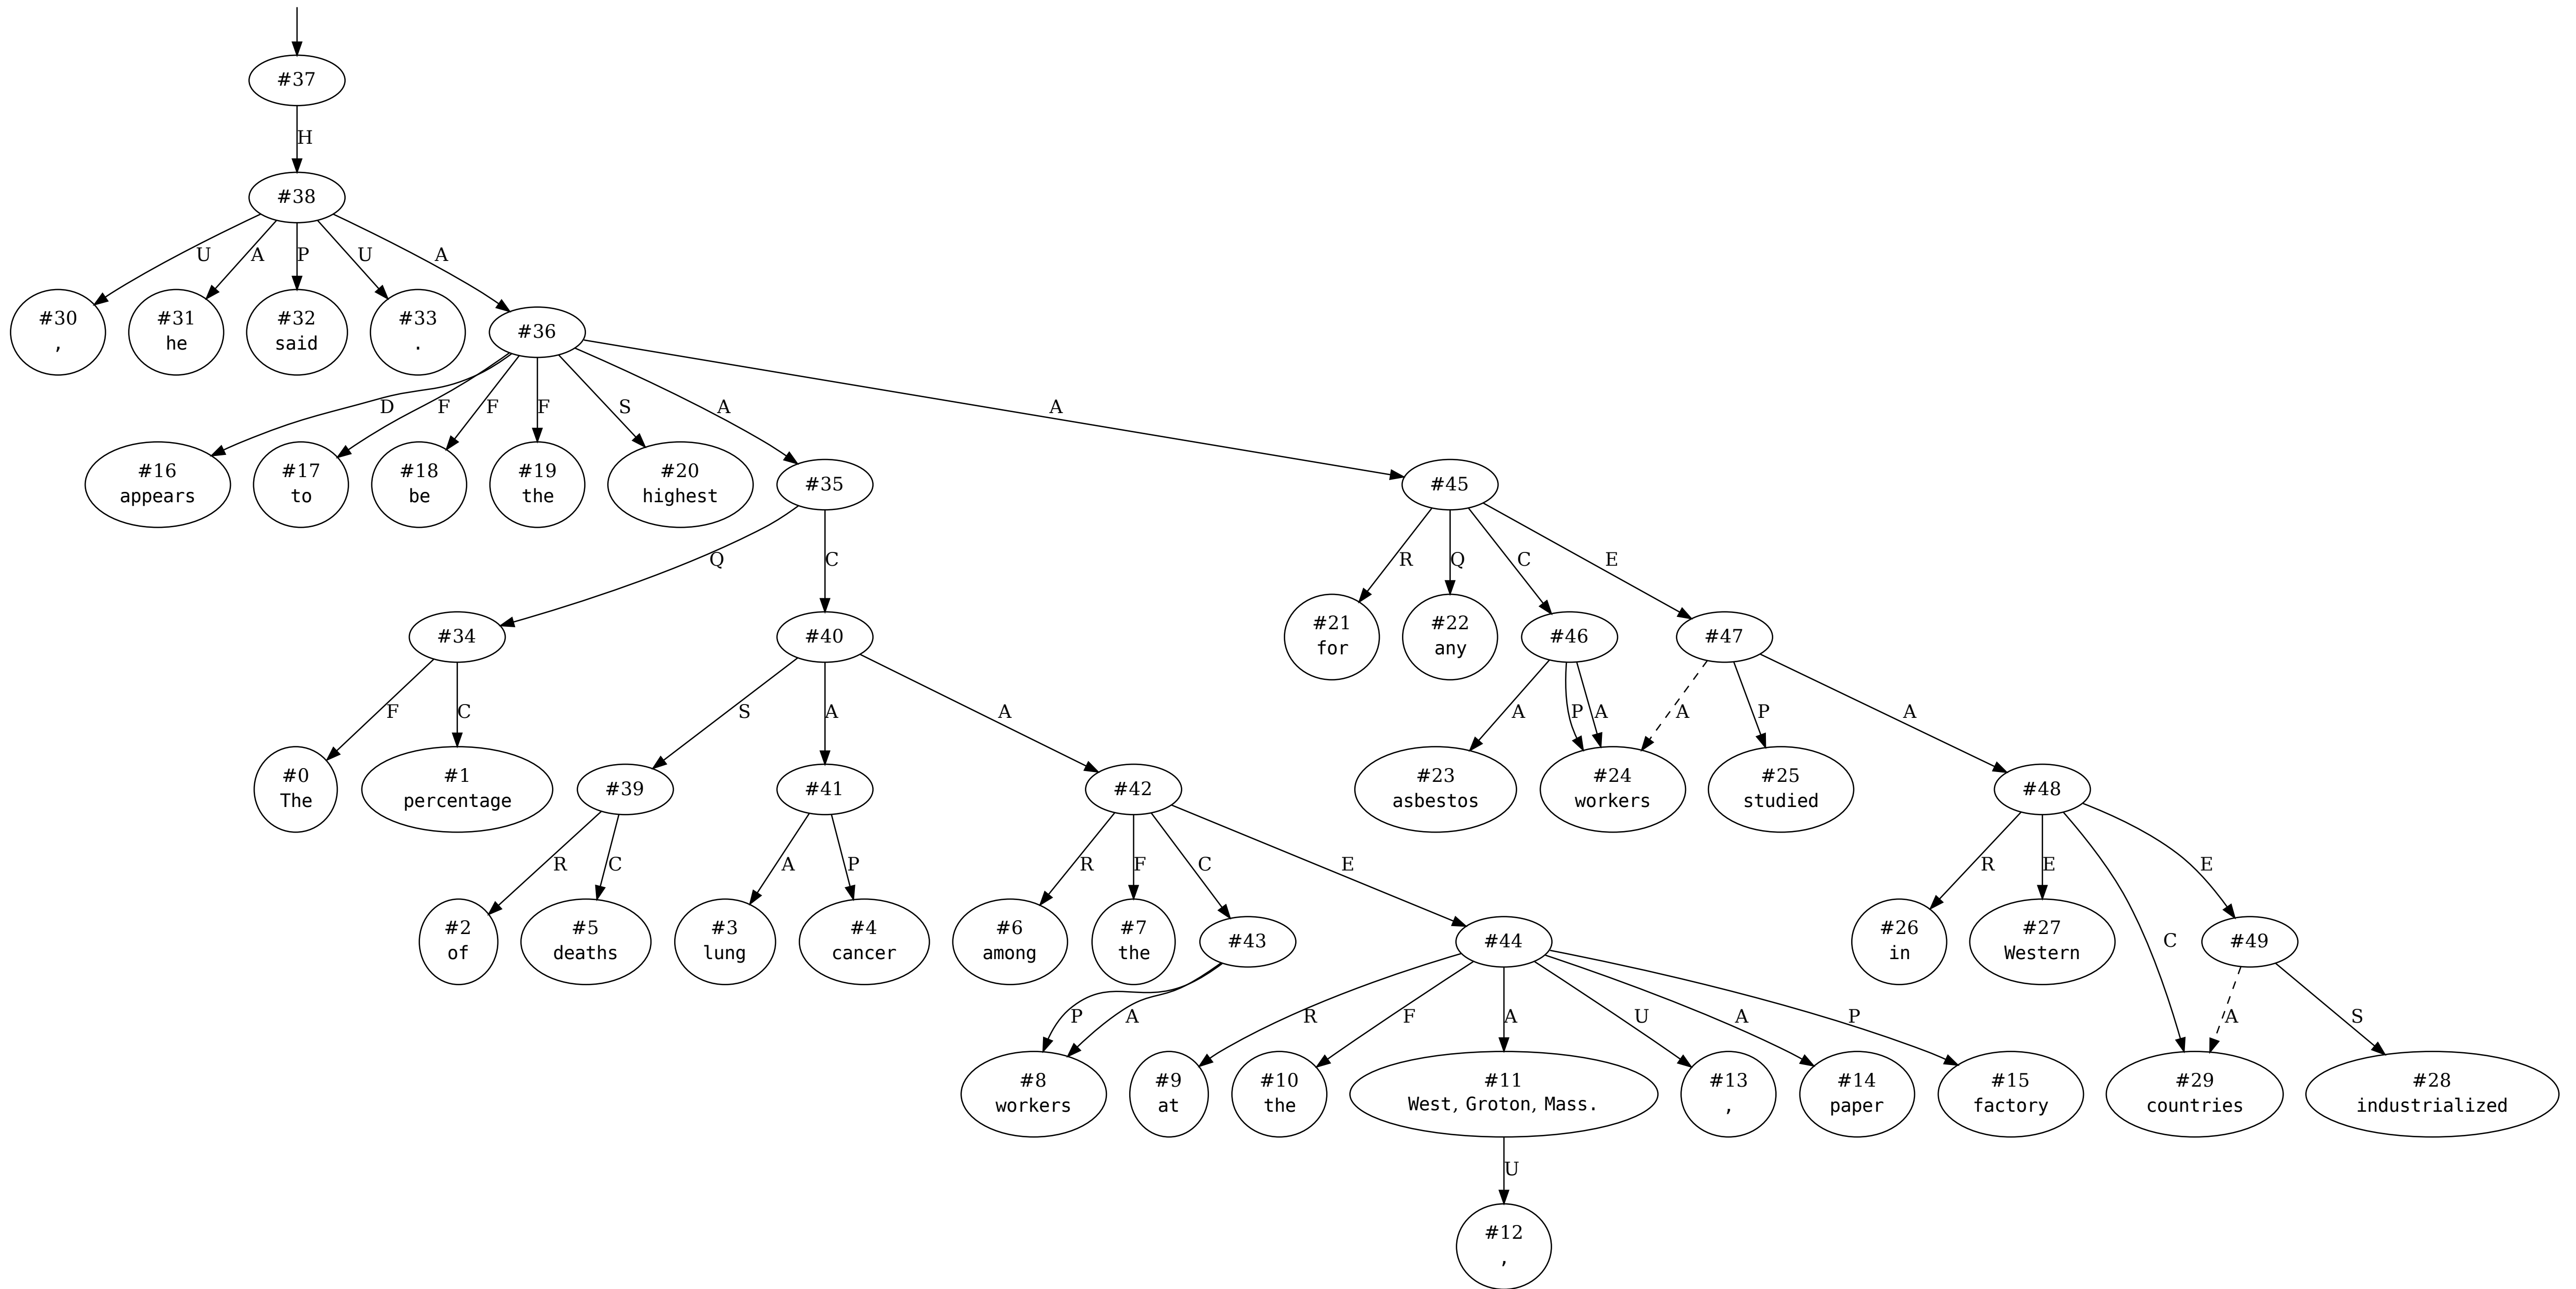 #37
H
#38
U A P U A
#30 #31 #32 #33 #36
, he said .
D F F F S A A
#16 #17 #18 #19 #20 #35 #45
appears to be the highest
Q C R Q C E
#34 #40 #21 #22 #46 #47
for any
F C S A A A P A A P A
#0 #1 #39 #41 #42 #23 #24 #25 #48
The percentage asbestos workers studied
R C A P R F C E R E C E
#2 #5 #3 #4 #6 #7 #43 #44 #26 #27 #49
of deaths lung cancer among the in Western
P A R F A U A P A S
#8 #9 #10 #11 #13 #14 #15 #29 #28
workers at the West, Groton, Mass. , paper factory countries industrialized
U
#12
,